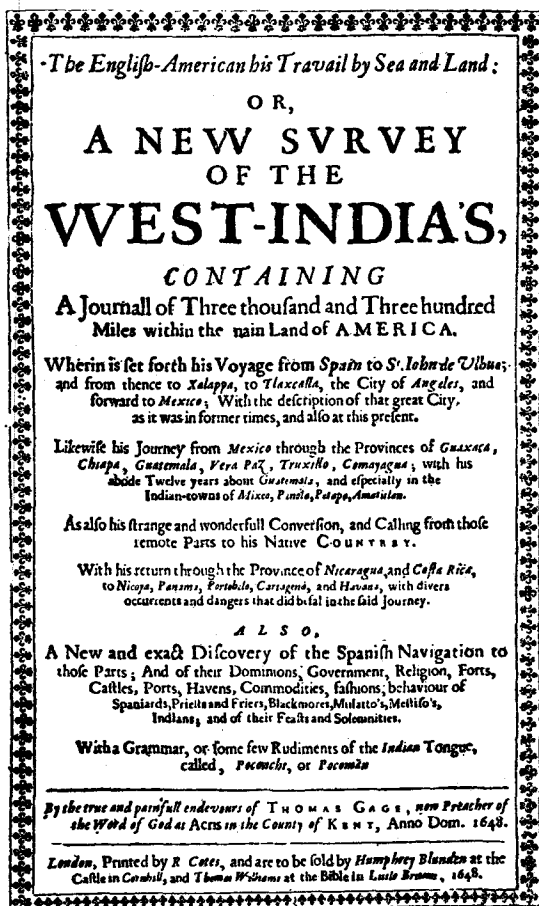 The Engliſh-American his Travail by Sea and Land:
OR,
A NEVV SVRVEY
OF THE
VVEST-INDIA'S,
CONTAINING
A Journall of Three thouſand and Three hundred
Miles within the main Land of AMERICA.
Wherin is ſet forth his Voyage from Spain to St. Iohn de Ulhua;
and from thence to Xalappa, to Tlaxcalla, the City of Angeles, and
forward to Mexico; With the deſcription of that great City,
as it was in former times, and alſo at this preſent.
Likewiſe his Journey from Mexico through the Provinces of Guaxaca,
Chiapa, Guatemala, Vera Paz, Truxillo, Comayagua; with his
abode Twelve years about Guatemala, and eſpecially in the
Indian-towns of Mixco, Pinola, Petapa, Amatitlan.
As alſo his ſtrange and wonderfull Converſion, and Calling from thoſe
remote Parts to his Native COUNTREY.
With his return through the Province of Nicaragua, and Coſta Rica,
to Nicoya, Panama, Portobelo, Cartagena, and Havana, with divers
occurrents and dangers that did befal in the ſaid Journey.
ALSO,
A New and exact Diſcovery of the Spaniſh Navigation to
thoſe Parts; And of their Dominions, Government, Religion, Forts,
Caſtles, Ports, Havens, Commodities, faſhions, behaviour of
Spaniards, Prieſts and Friers, Blackmores, Mulatto's, Meſtiſo's,
Indians; and of their Feaſts and Solemnities.
With a Grammar, or ſome few Rudiments of the Indian Tongue,
called, Poconchi, or Pocoman
By the true and painfull endevours of THOMAS GAGE, now Preacher of
the Word of God at Acris in the County of KENT, Anno Dom. 1648.
London, Printed by R Cotes, and are to be ſold by Humphrey Blunden at the
Caſtle in Cornhill, and Thomas Williams at the Bible in Little Britain, 1648.